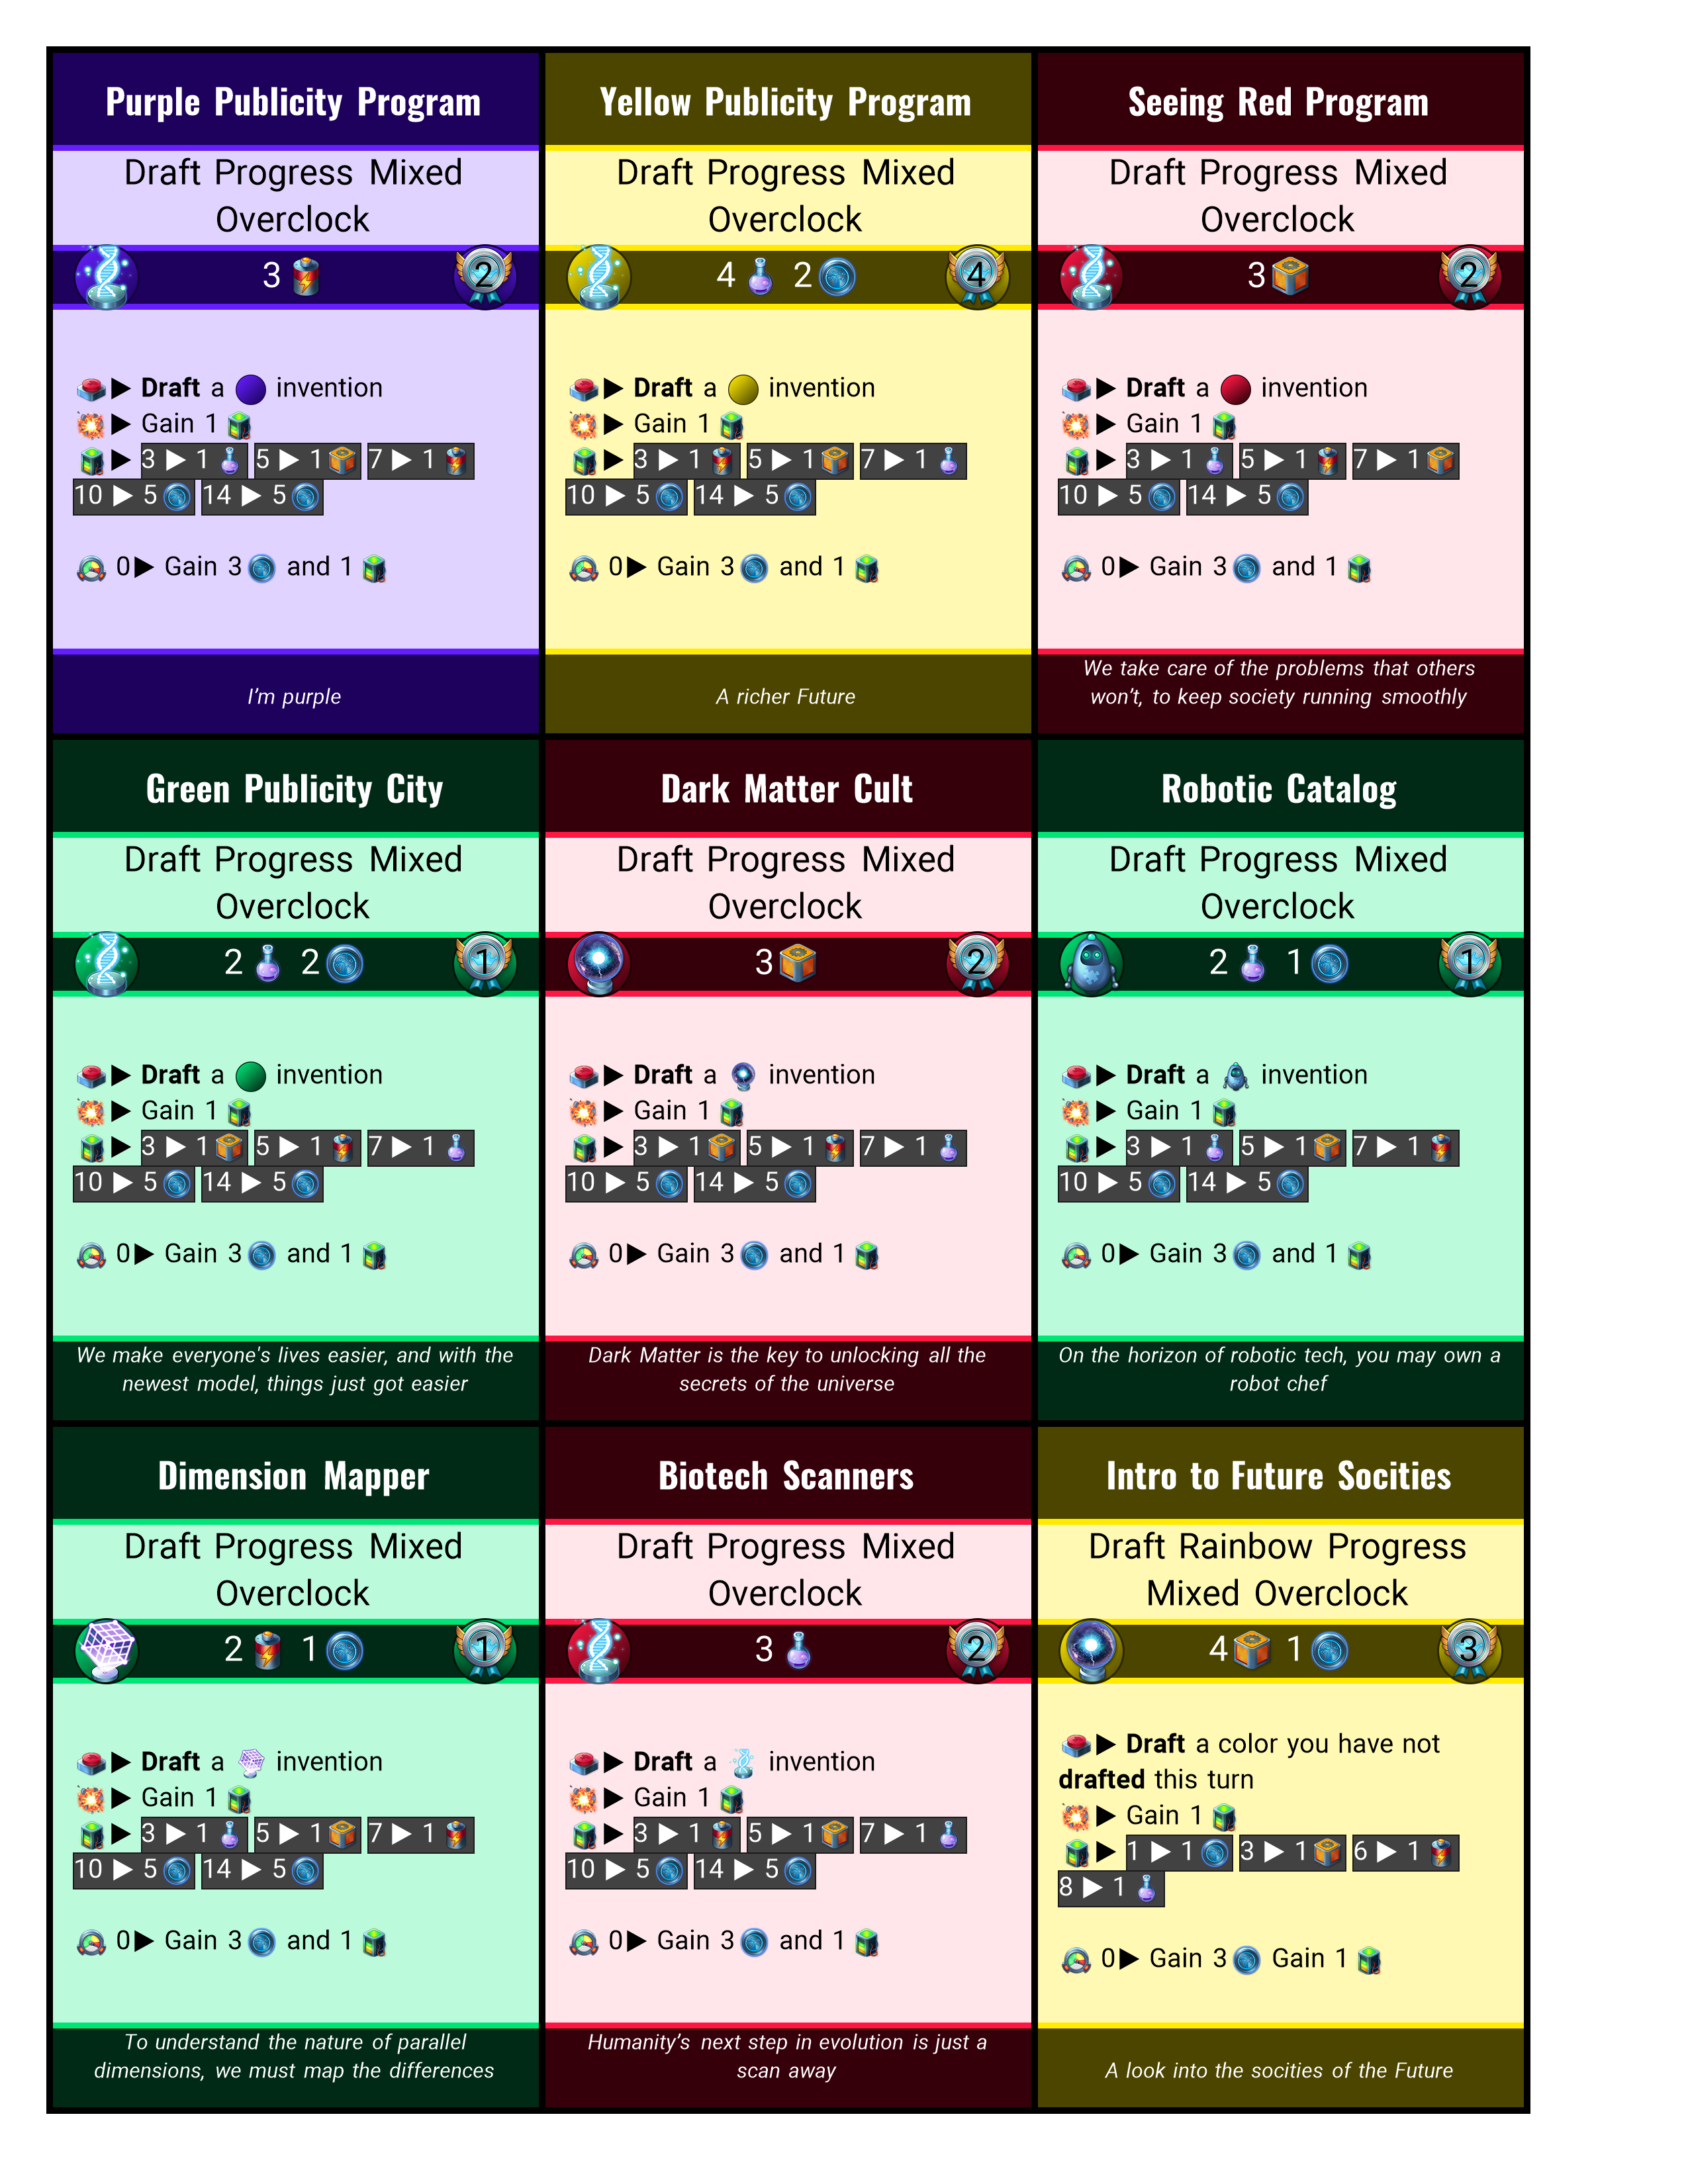 Purple Publicity Program
Draft Progress Mixed
Overclock
3
2
▶ Draft a invention
▶ Gain 1
▶ 3 ▶ 1 5 ▶ 1 7 ▶ 1
10 ▶ 5 14 ▶ 5
0▶ Gain 3 and 1
I'm purple
Yellow Publicity Program
Draft Progress Mixed
Overclock
4 2
4
▶ Draft a invention
▶ Gain 1
▶ 3 ▶ 1 5 ▶ 1 7 ▶ 1
10 ▶ 5 14 ▶ 5
0▶ Gain 3 and 1
A richer Future
Seeing Red Program
Draft Progress Mixed
Overclock
3
2
▶ Draft a invention
▶ Gain 1
▶ 3 ▶ 1 5 ▶ 1 7 ▶ 1
10 ▶ 5 14 ▶ 5
0▶ Gain 3 and 1
We take care of the problems that others
won't, to keep society running smoothly
Green Publicity City
Draft Progress Mixed
Overclock
2 2
1
▶ Draft a invention
▶ Gain 1
▶ 3 ▶ 1 5 ▶ 1 7 ▶ 1
10 ▶ 5 14 ▶ 5
0▶ Gain 3 and 1
We make everyone's lives easier, and with the
newest model, things just got easier
Dark Matter Cult
Draft Progress Mixed
Overclock
3
2
▶ Draft a invention
▶ Gain 1
▶ 3 ▶ 1 5 ▶ 1 7 ▶ 1
10 ▶ 5 14 ▶ 5
0▶ Gain 3 and 1
Dark Matter is the key to unlocking all the
secrets of the universe
Robotic Catalog
Draft Progress Mixed
Overclock
2 1
1
▶ Draft a invention
▶ Gain 1
▶ 3 ▶ 1 5 ▶ 1 7 ▶ 1
10 ▶ 5 14 ▶ 5
0▶ Gain 3 and 1
On the horizon of robotic tech, you may own a
robot chef
Dimension Mapper
Draft Progress Mixed
Overclock
2 1
1
▶ Draft a invention
▶ Gain 1
▶ 3 ▶ 1 5 ▶ 1 7 ▶ 1
10 ▶ 5 14 ▶ 5
0▶ Gain 3 and 1
To understand the nature of parallel
dimensions, we must map the differences
Biotech Scanners
Draft Progress Mixed
Overclock
3
2
▶ Draft a invention
▶ Gain 1
▶ 3 ▶ 1 5 ▶ 1 7 ▶ 1
10 ▶ 5 14 ▶ 5
0▶ Gain 3 and 1
Humanity's next step in evolution is just a
scan away
Intro to Future Socities
Draft Rainbow Progress
Mixed Overclock
4 1
3
▶ Draft a color you have not
drafted this turn
▶ Gain 1
▶ 1 ▶ 1 3 ▶ 1 6 ▶ 1
8 ▶ 1
0▶ Gain 3 Gain 1
A look into the socities of the Future